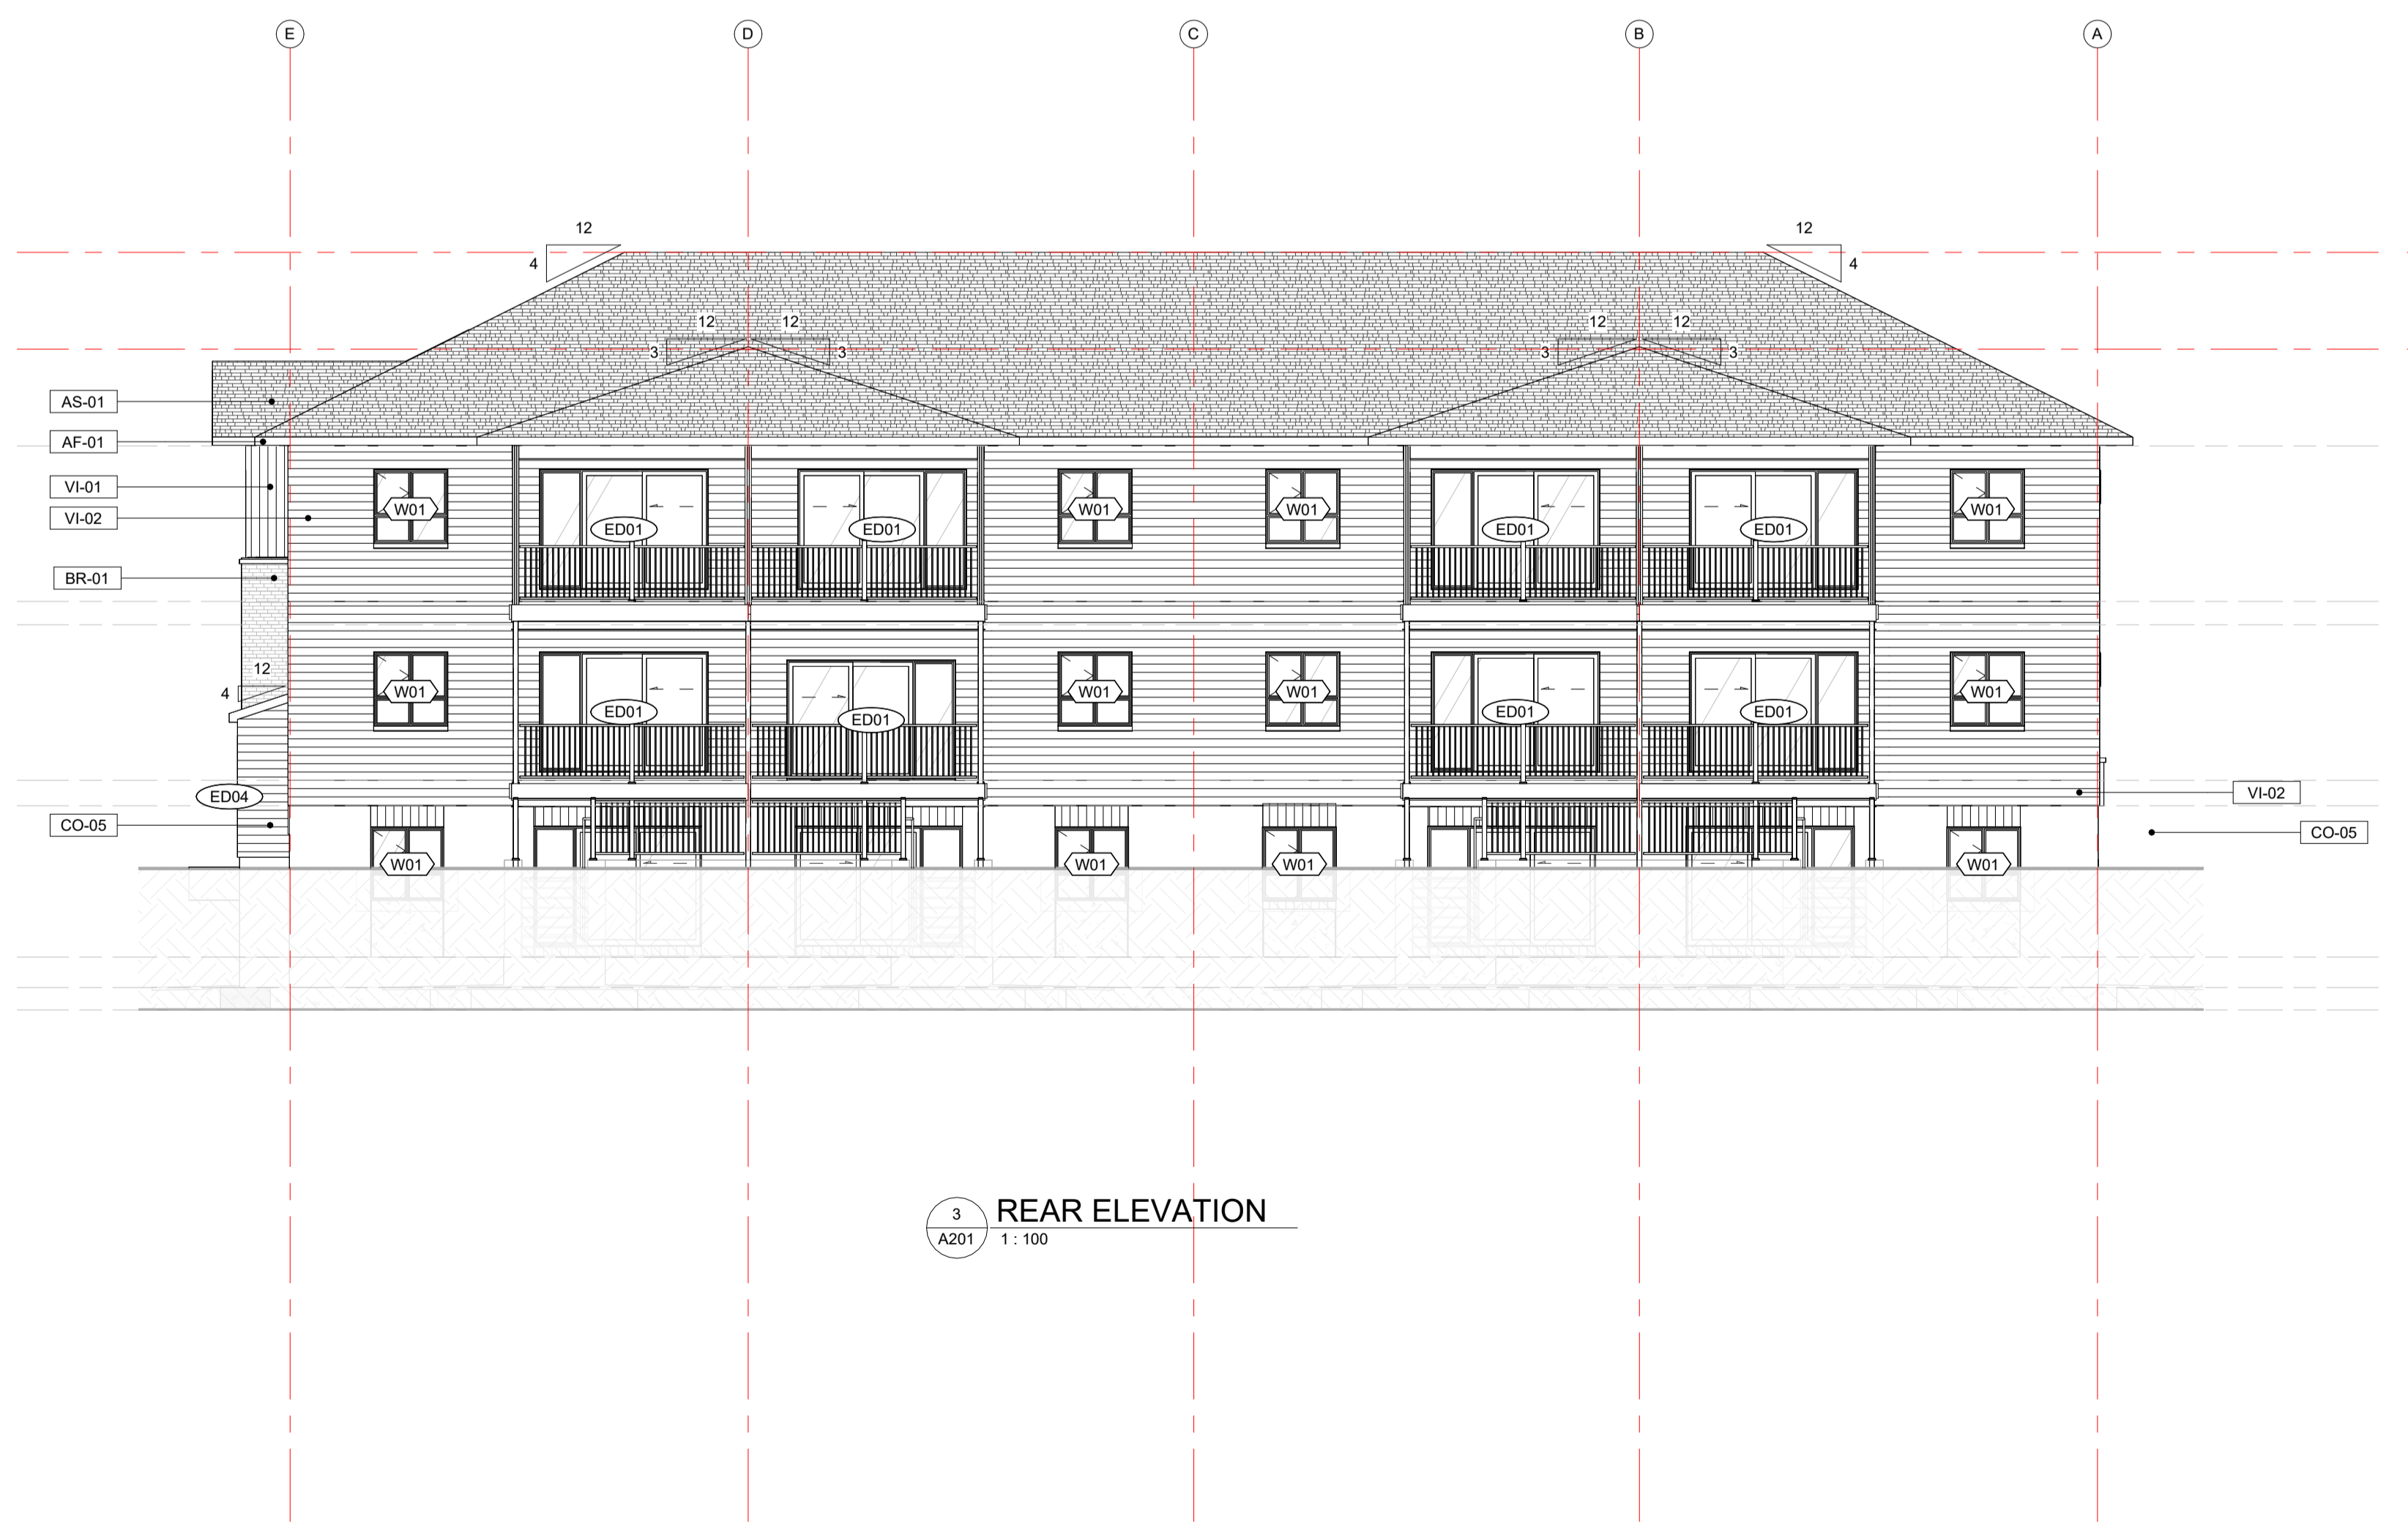 E D C B A
12 12
4 4
12 12 12 12
3 3 3 3
AS-01
AF-01
VI-01
W01 W01 W01 W01
VI-02
ED01 ED01 ED01 ED01
BR-01
12
4
W01 W01 W01 W01
ED01 ED01 ED01 ED01
ED04
VI-02
CO-05
CO-05
W01 W01 W01 W01
3 REAR ELEVATION
A201 1 : 100